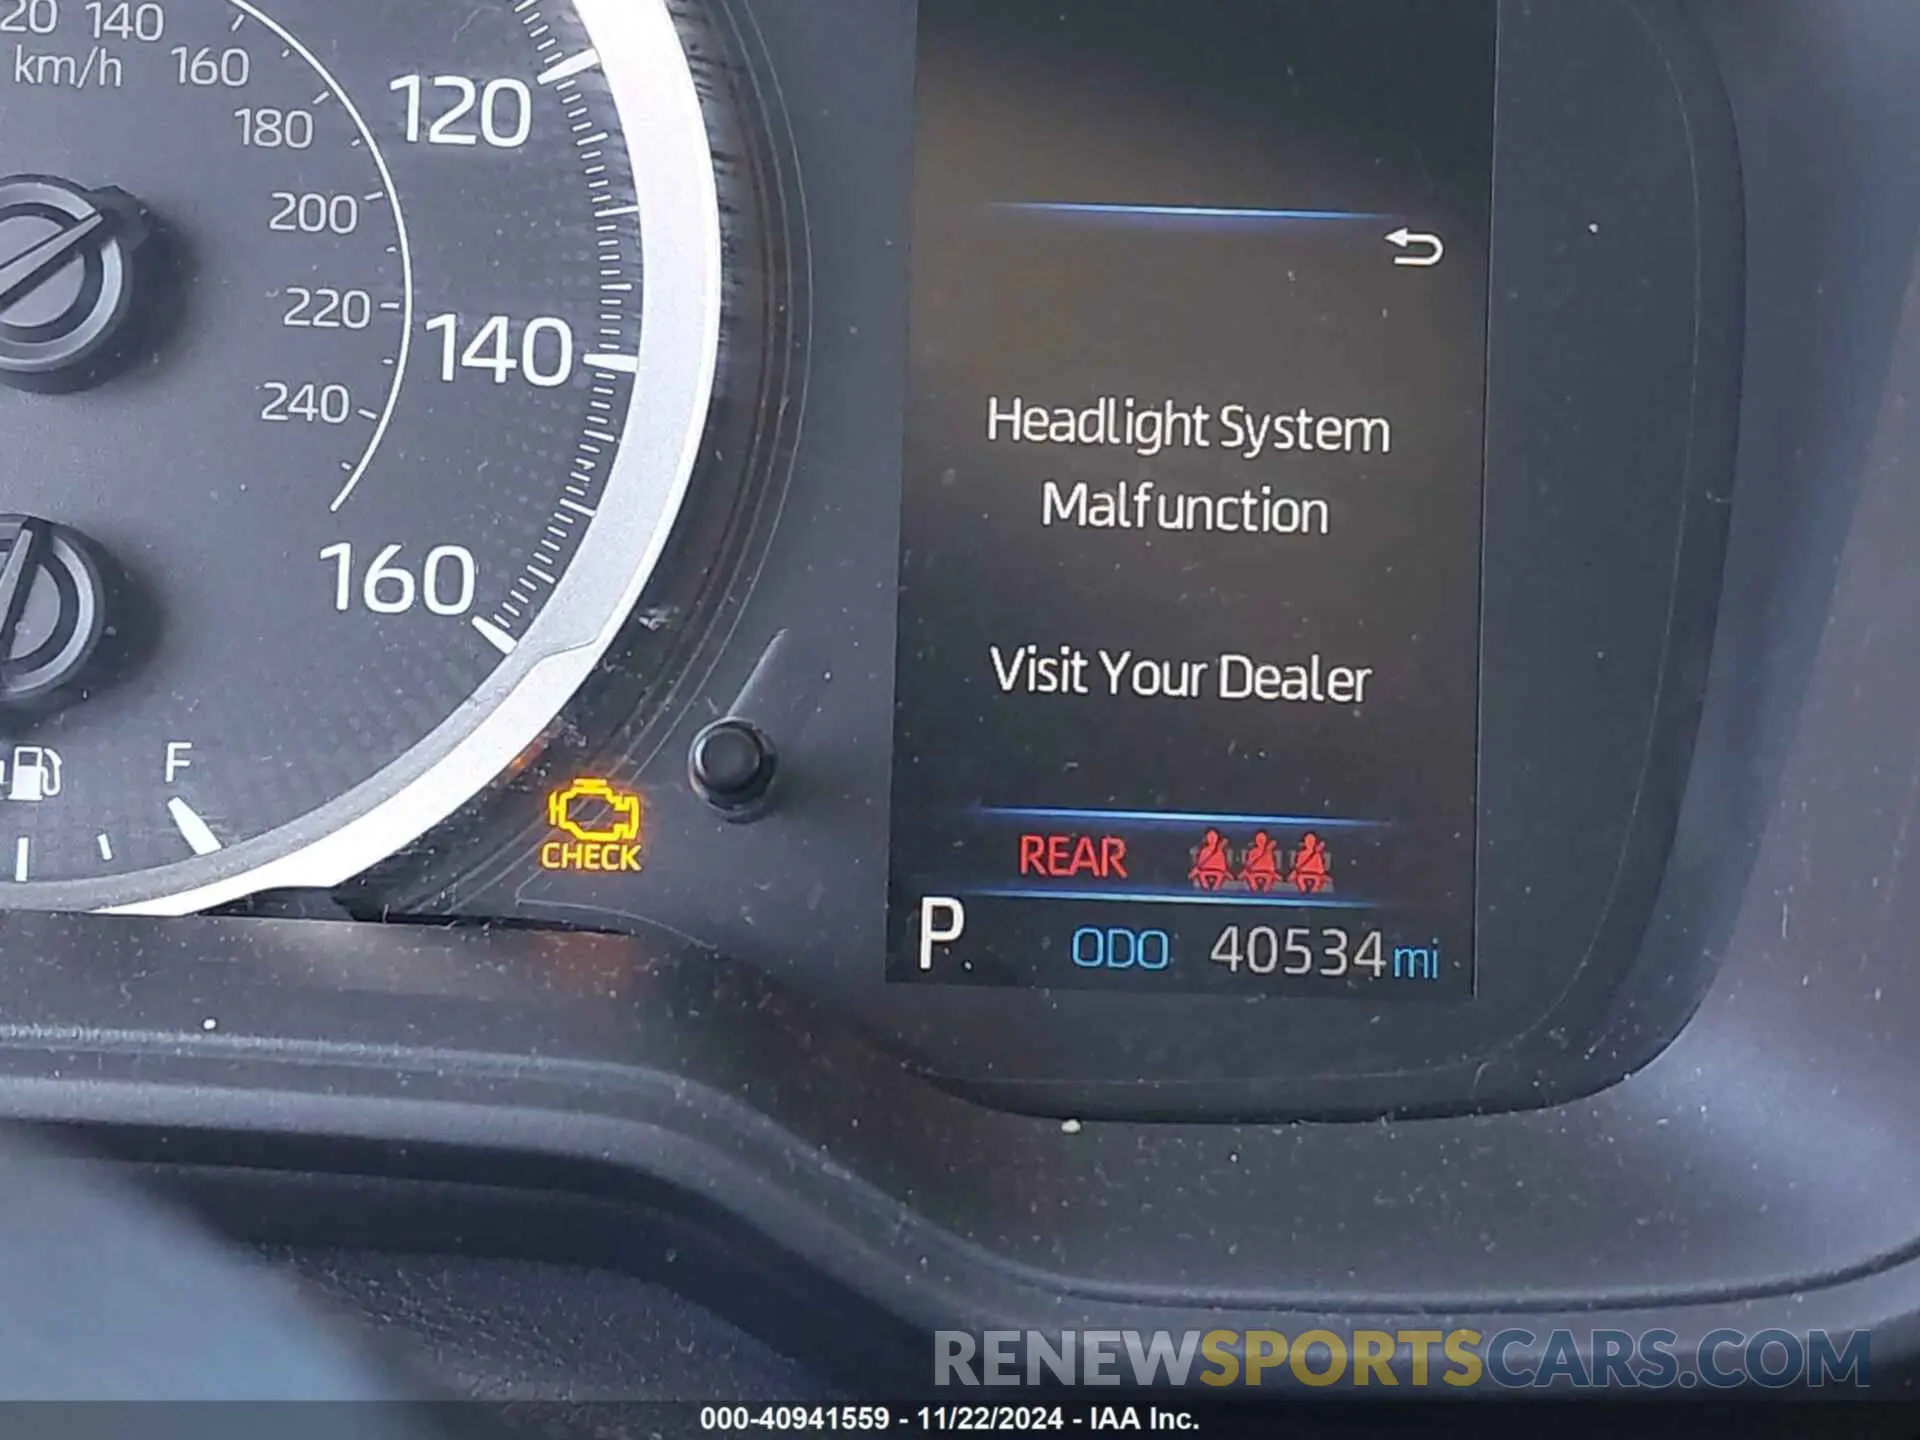 20 140
km/h 160
180
200
220
240
120
140
160
F
CHECK
Headlight System
Malfunction
Visit Your Dealer
REAR
P
ODO 40534 mi
RENEWSPORTSCARS.COM
000-40941559 - 11/22/2024 - IAA Inc.